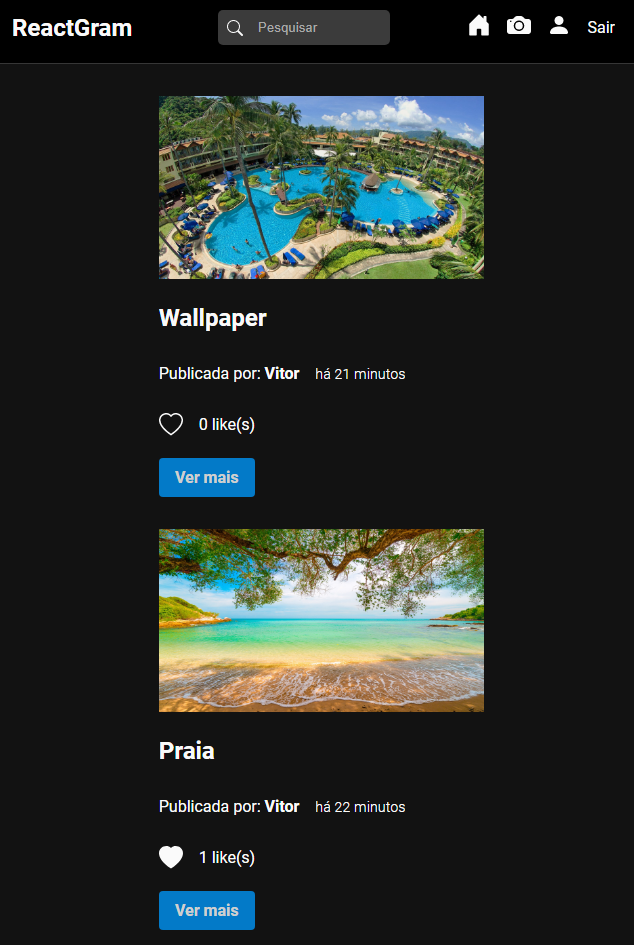 ReactGram
Pesquisar
Sair
Wallpaper
Publicada por: Vitor há 21 minutos
0 like(s)
Ver mais
Praia
Publicada por: Vitor há 22 minutos
1 like(s)
Ver mais